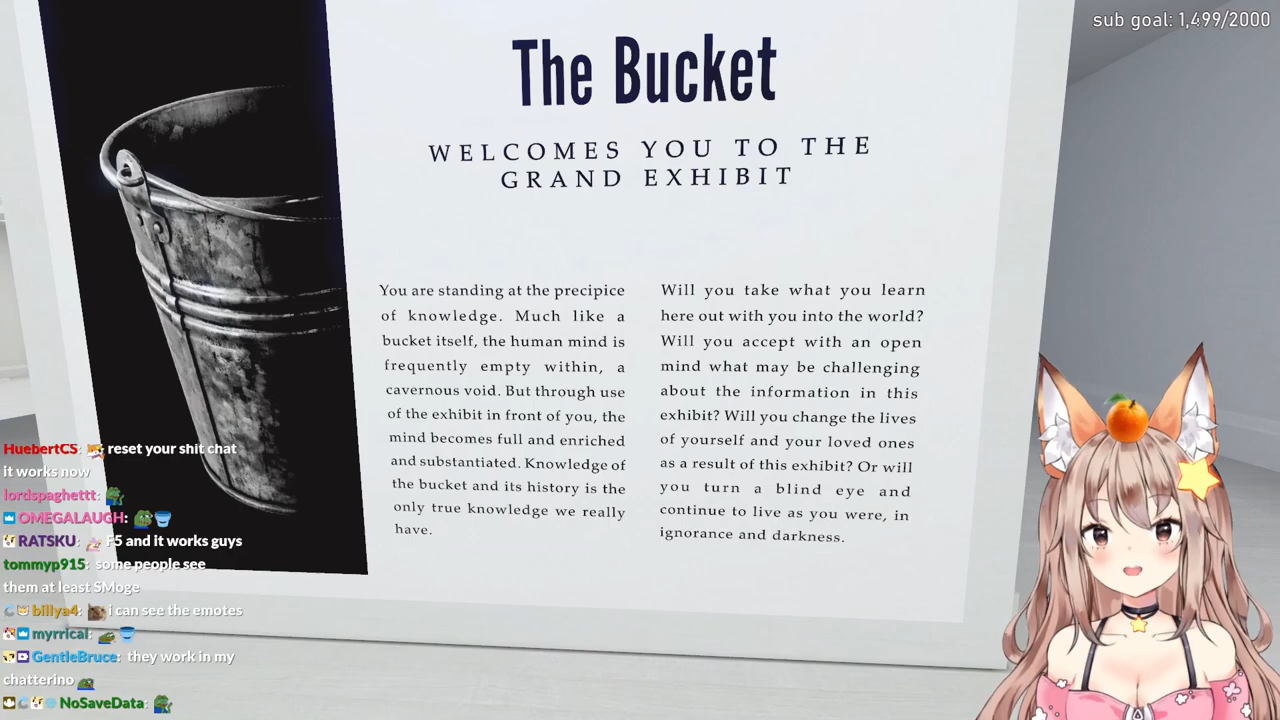 sub goal: 1,499/2000
The Bucket
WELCOMES YOU TO THE
GRAND EXHIBIT
You are standing at the precipice
of knowledge. Much like a
bucket itself, the human mind is
frequently empty within, a
cavernous void. But through use
of the exhibit in front of you, the
mind becomes full and enriched
and substantiated. Knowledge of
the bucket and its history is the
only true knowledge we really
have.
Will you take what you learn
here out with you into the world?
Will you accept with an open
mind what may be challenging
about the information in this
exhibit? Will you change the lives
of yourself and your loved ones
as a result of this exhibit? Or will
you turn a blind eye and
continue to live as you were, in
ignorance and darkness.
HuebertCS: reset your shit chat
it works now
lordspaghettt:
OMEGALAUGH:
RATSKU: F5 and it works guys
tommyp915: some people see
them at least SMoge
billya4: i can see the emotes
myrrical:
GentleBruce: they work in my
chatterino
NoSaveData: